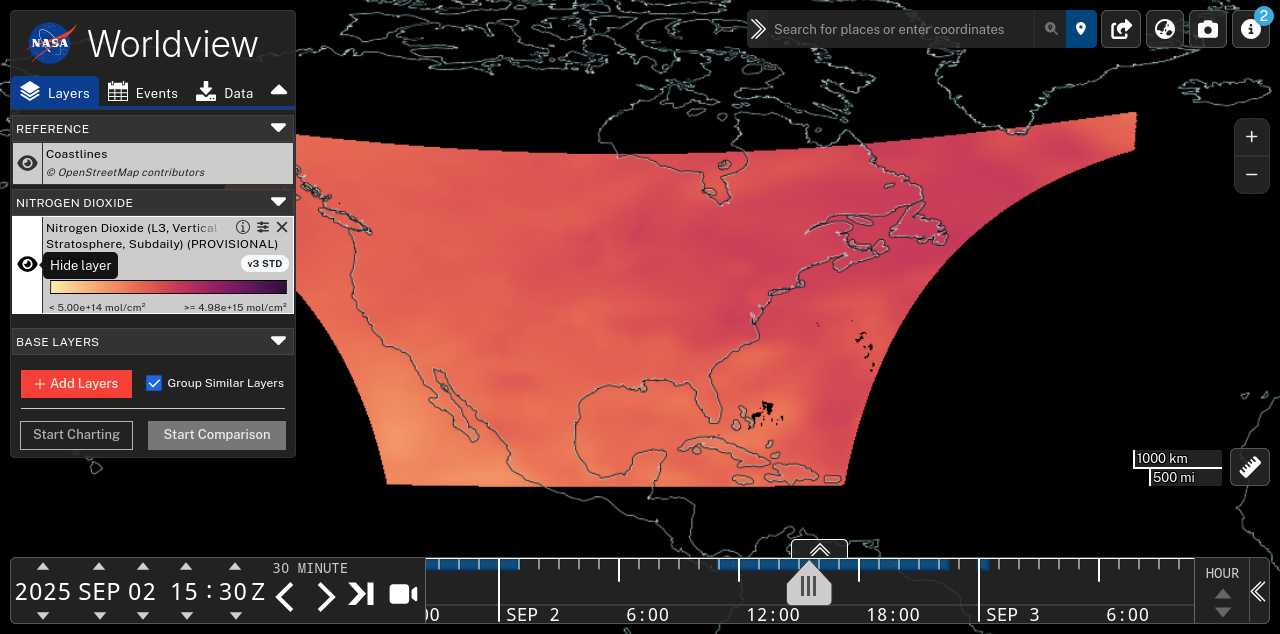 NASA
Worldview
Search for places or enter coordinates
2
Layers
Events
Data
REFERENCE
Coastlines
© OpenStreetMap contributors
NITROGEN DIOXIDE
Nitrogen Dioxide (L3, Vertical
Stratosphere, Subdaily) (PROVISIONAL)
Hide layer
v3 STD
< 5.00e+14 mol/cm²
>= 4.98e+15 mol/cm²
BASE LAYERS
+ Add Layers
Group Similar Layers
Start Charting
Start Comparison
+
−
1000 km
500 mi
2025 SEP 02 15 : 30 Z
30 MINUTE
00
SEP 2
6:00
12:00
18:00
SEP 3
6:00
HOUR